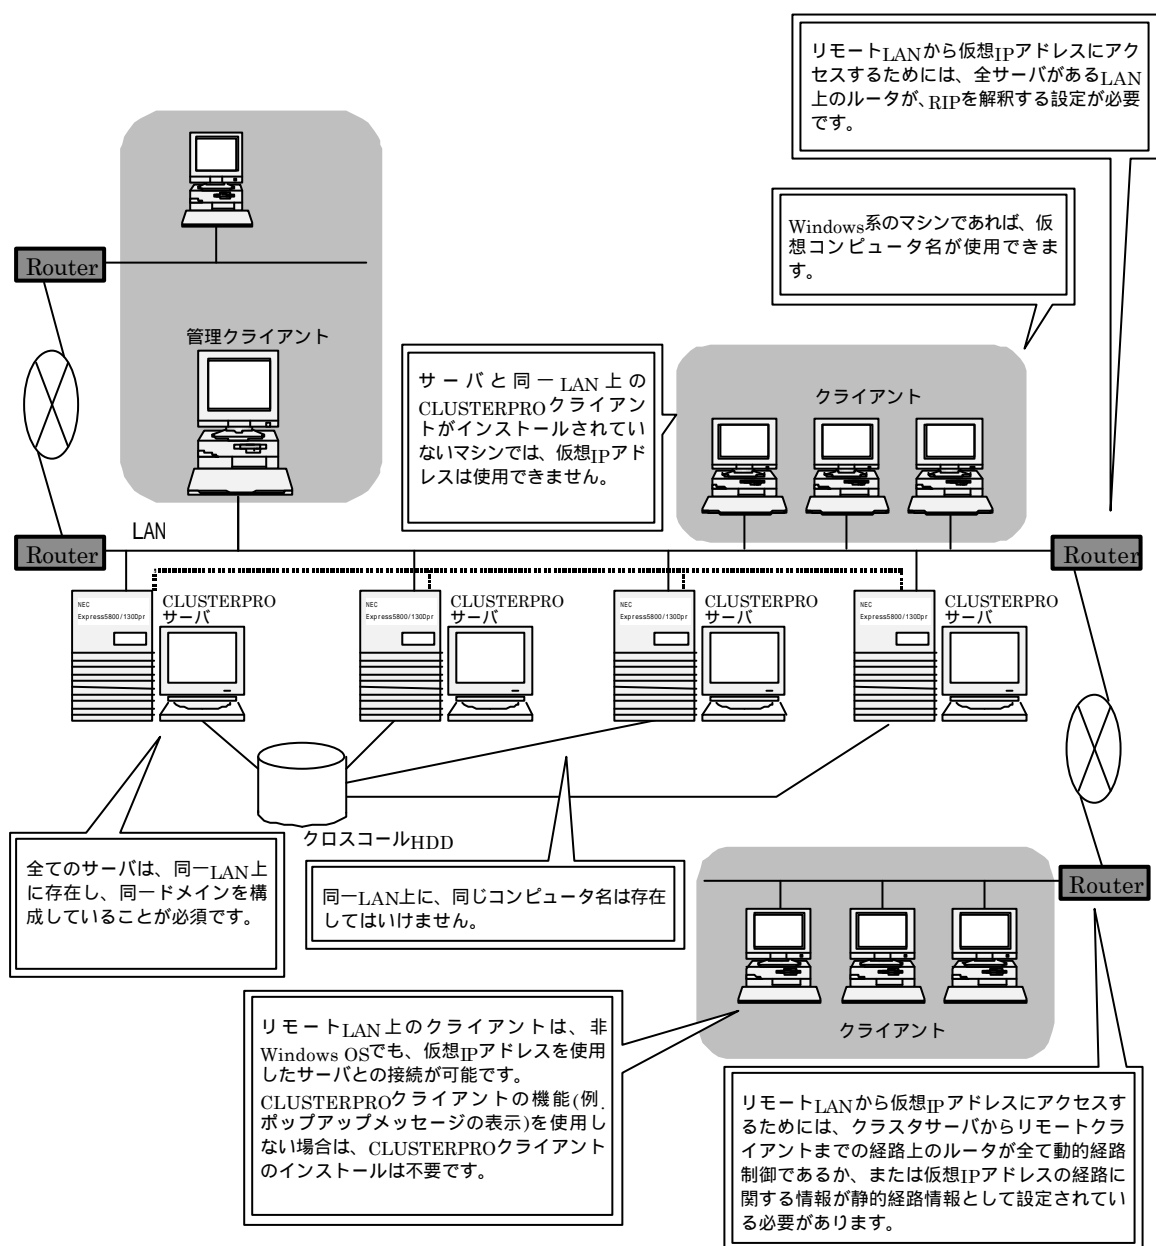 リモートLANから仮想IPアドレスにアク
セスするためには、全サーバがあるLAN
上のルータが、RIPを解釈する設定が必要
です。
Windows系のマシンであれば、仮
想コンピュータ名が使用できま
す。
Router
管理クライアント
サーバと同一LAN上の
CLUSTERPROクライアン
トがインストールされてい
ないマシンでは、仮想IPアド
レスは使用できません。
クライアント
LAN
Router
Router
NEC
Express5800/130Dpr
CLUSTERPRO
サーバ
NEC
Express5800/130Dpr
CLUSTERPRO
サーバ
NEC
Express5800/130Dpr
CLUSTERPRO
サーバ
NEC
Express5800/130Dpr
CLUSTERPRO
サーバ
クロスコールHDD
全てのサーバは、同一LAN上
に存在し、同一ドメインを構
成していることが必須です。
同一LAN上に、同じコンピュータ名は存在
してはいけません。
Router
クライアント
リモートLAN上のクライアントは、非
Windows OSでも、仮想IPアドレスを使用
したサーバとの接続が可能です。
CLUSTERPROクライアントの機能(例.
ポップアップメッセージの表示)を使用し
ない場合は、CLUSTERPROクライアント
のインストールは不要です。
リモートLANから仮想IPアドレスにアクセスす
るためには、クラスタサーバからリモートクラ
イアントまでの経路上のルータが全て動的経路
制御であるか、または仮想IPアドレスの経路に
関する情報が静的経路情報として設定されてい
る必要があります。